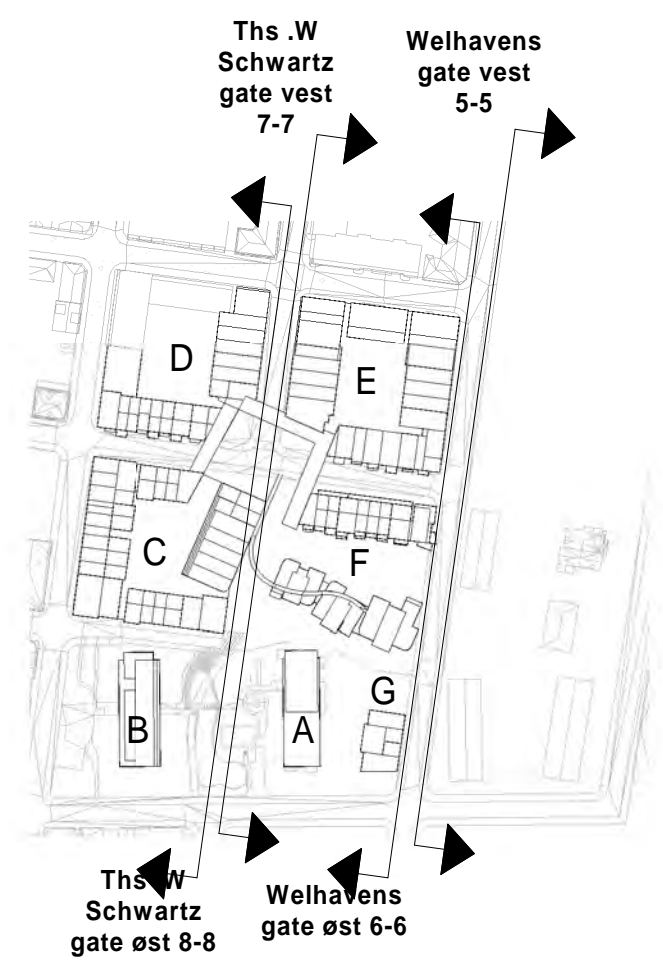 Ths .W
Schwartz
gate vest
7-7
Welhavens
gate vest
5-5
D
E
C
F
G
B
A
Ths .W
Schwartz
gate øst 8-8
Welhavens
gate øst 6-6